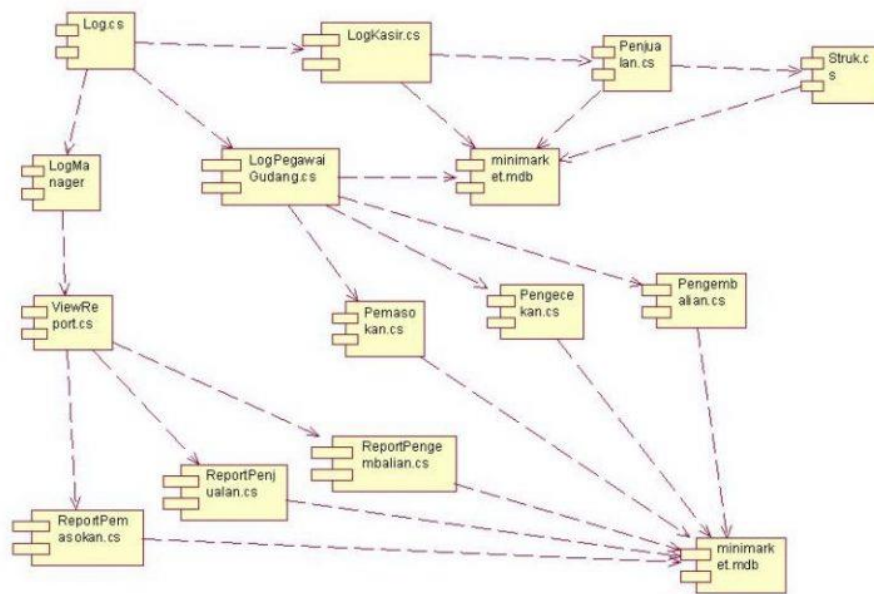 Log.cs
LogKasir.cs
Penjua
lan.cs
Struk.c
s
LogMa
nager
LogPegawai
Gudang.cs
minimark
et.mdb
ViewRe
port.cs
Pemaso
kan.cs
Pengece
kan.cs
Pengemb
alian.cs
ReportPem
asokan.cs
ReportPenj
ualan.cs
ReportPenge
mbalian.cs
minimark
et.mdb